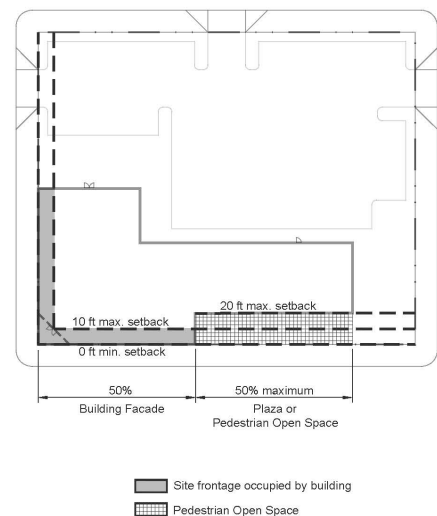 20 ft max. setback
10 ft max. setback
0 ft min. setback
50%
50% maximum
Building Facade
Plaza or
Pedestrian Open Space
Site frontage occupied by building
Pedestrian Open Space